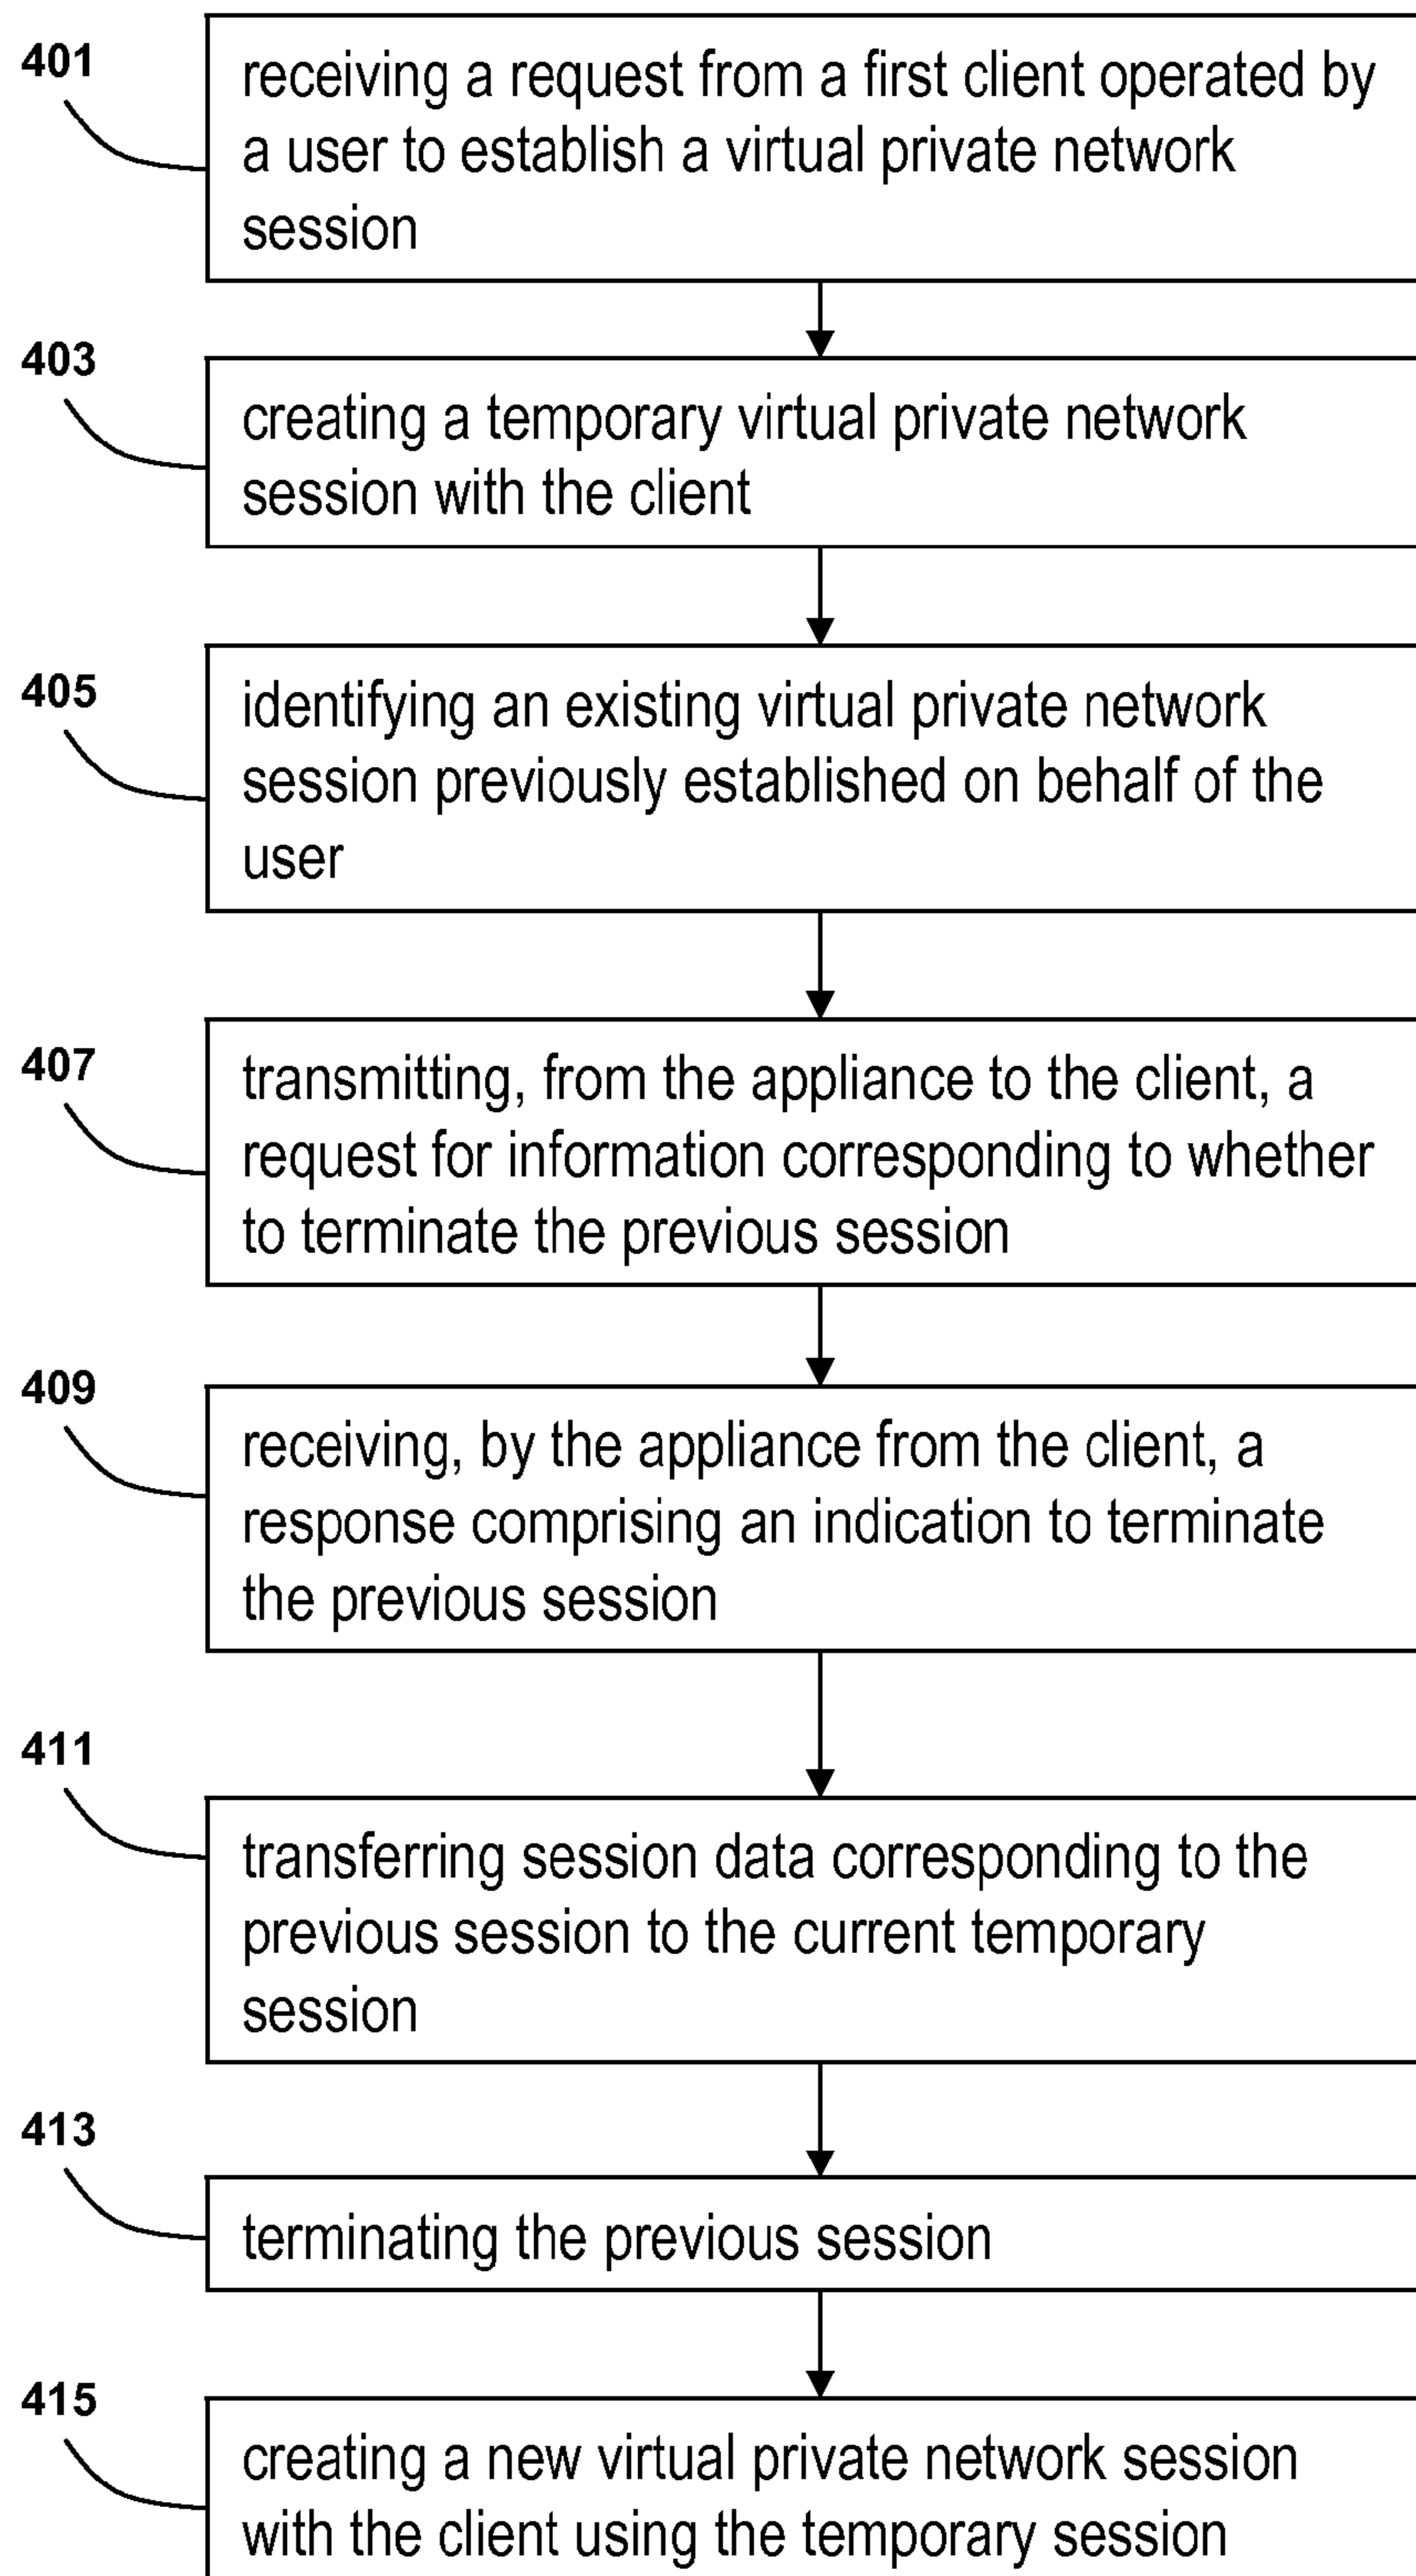 401
receiving a request from a first client operated by
a user to establish a virtual private network
session
403
creating a temporary virtual private network
session with the client
405
identifying an existing virtual private network
session previously established on behalf of the
user
407
transmitting, from the appliance to the client, a
request for information corresponding to whether
to terminate the previous session
409
receiving, by the appliance from the client, a
response comprising an indication to terminate
the previous session
411
transferring session data corresponding to the
previous session to the current temporary
session
413
terminating the previous session
415
creating a new virtual private network session
with the client using the temporary session